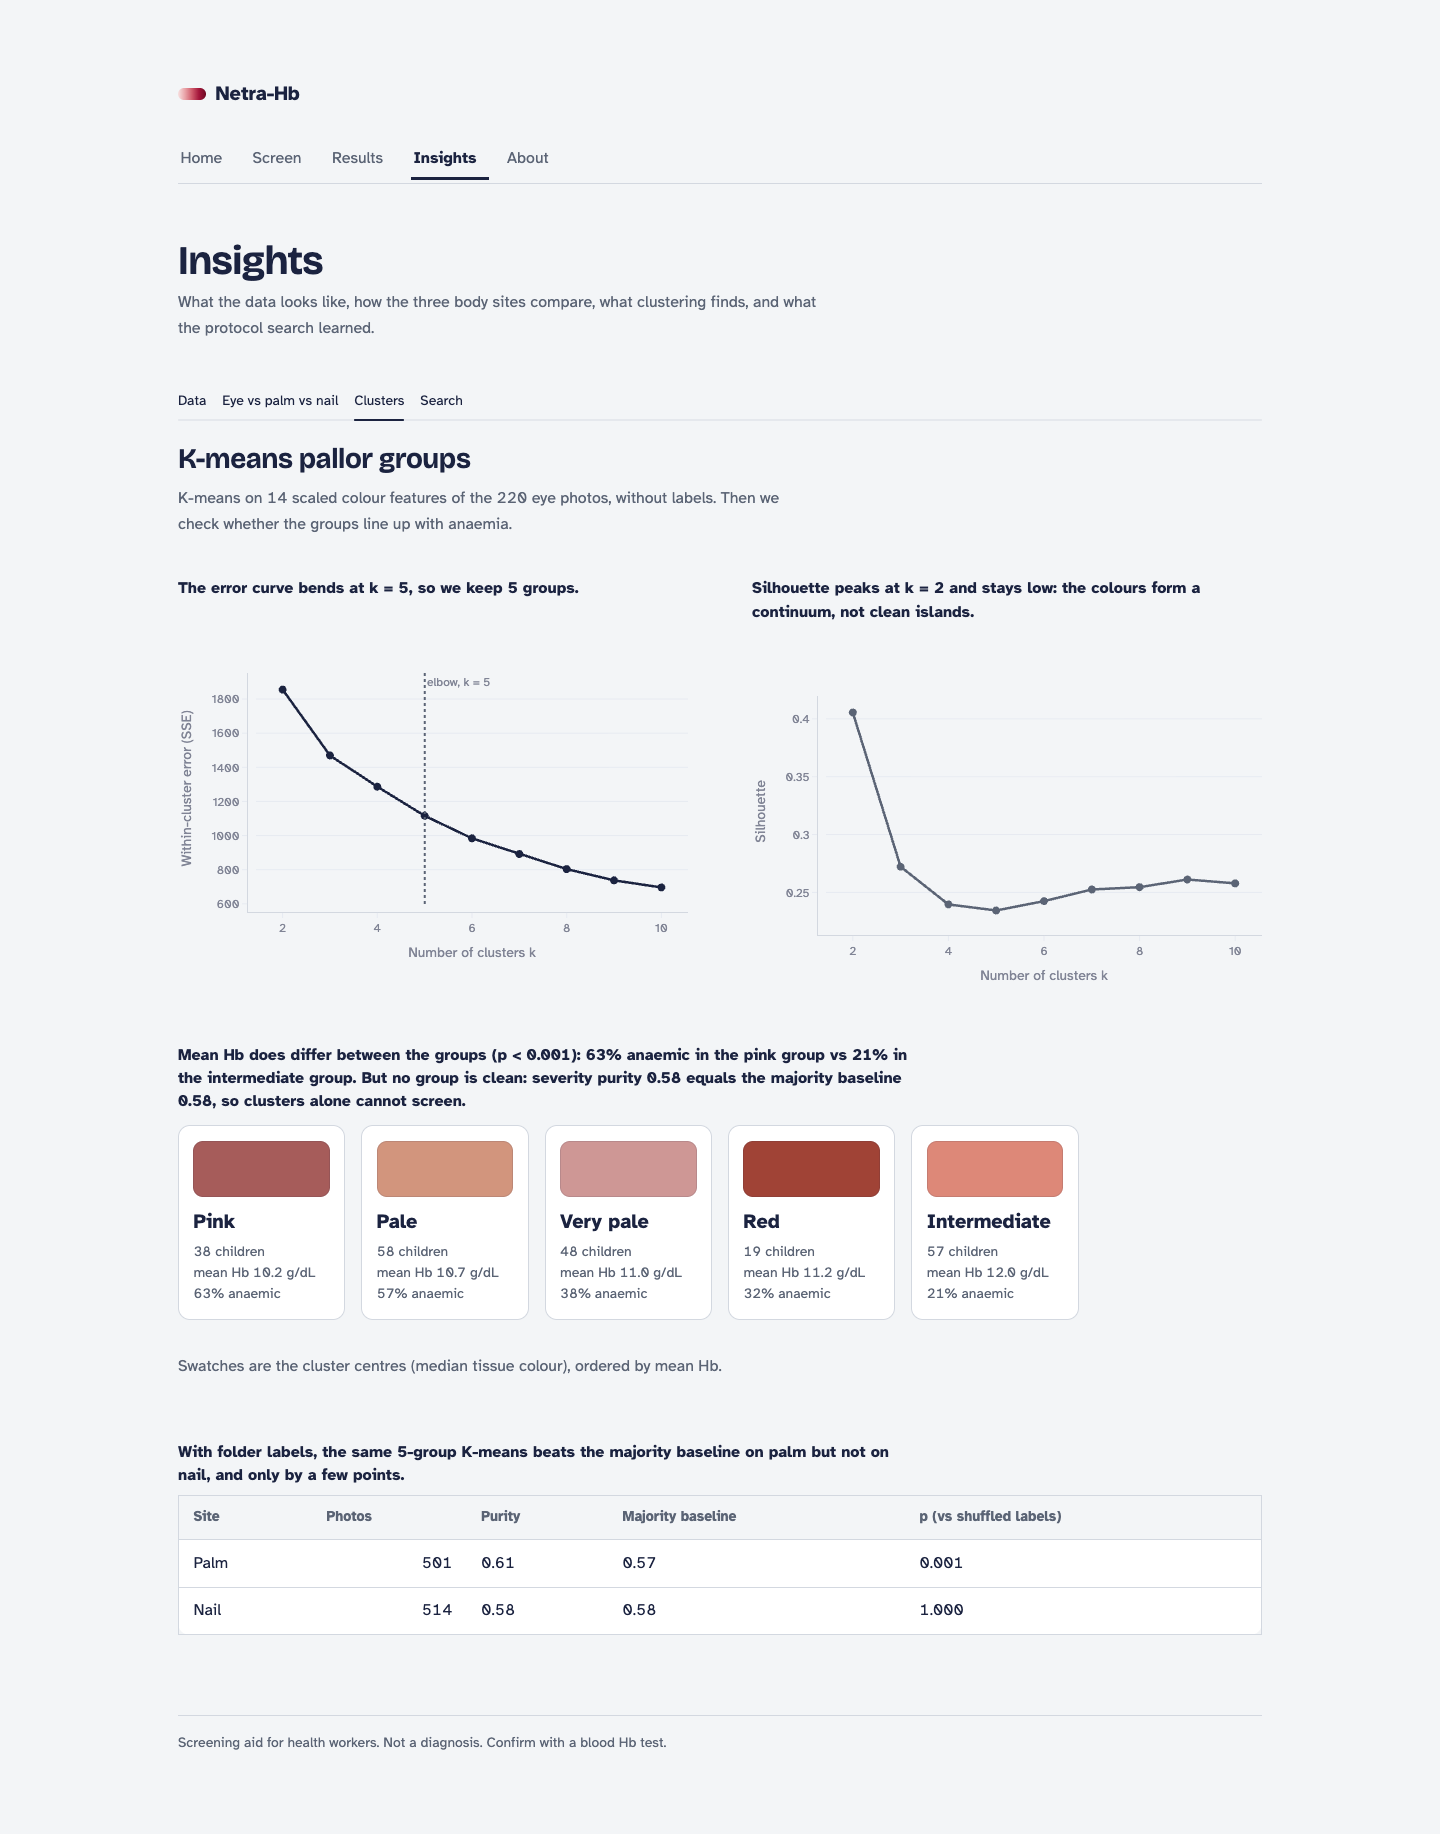 Netra-Hb
Home Screen Results Insights About
Insights
What the data looks like, how the three body sites compare, what clustering finds, and what
the protocol search learned.
Data Eye vs palm vs nail Clusters Search
K-means pallor groups
K-means on 14 scaled colour features of the 220 eye photos, without labels. Then we
check whether the groups line up with anaemia.
The error curve bends at k = 5, so we keep 5 groups.
elbow, k = 5
Within-cluster error (SSE)
1800
1600
1400
1200
1000
800
600
2 4 6 8 10
Number of clusters k
Silhouette peaks at k = 2 and stays low: the colours form a
continuum, not clean islands.
Silhouette
0.4
0.35
0.3
0.25
2 4 6 8 10
Number of clusters k
Mean Hb does differ between the groups (p < 0.001): 63% anaemic in the pink group vs 21% in
the intermediate group. But no group is clean: severity purity 0.58 equals the majority baseline
0.58, so clusters alone cannot screen.
Pink
38 children
mean Hb 10.2 g/dL
63% anaemic
Pale
58 children
mean Hb 10.7 g/dL
57% anaemic
Very pale
48 children
mean Hb 11.0 g/dL
38% anaemic
Red
19 children
mean Hb 11.2 g/dL
32% anaemic
Intermediate
57 children
mean Hb 12.0 g/dL
21% anaemic
Swatches are the cluster centres (median tissue colour), ordered by mean Hb.
With folder labels, the same 5-group K-means beats the majority baseline on palm but not on
nail, and only by a few points.
Site Photos Purity Majority baseline p (vs shuffled labels)
Palm 501 0.61 0.57 0.001
Nail 514 0.58 0.58 1.000
Screening aid for health workers. Not a diagnosis. Confirm with a blood Hb test.